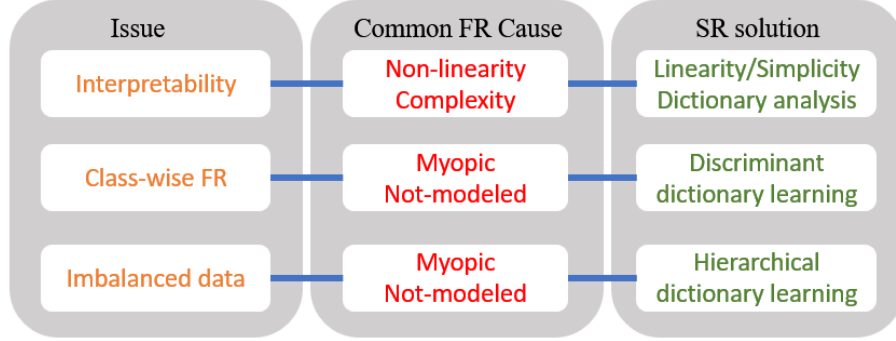 Issue
Common FR Cause
SR solution
Interpretability
Non-linearity
Complexity
Linearity/Simplicity
Dictionary analysis
Class-wise FR
Myopic
Not-modeled
Discriminant
dictionary learning
Imbalanced data
Myopic
Not-modeled
Hierarchical
dictionary learning